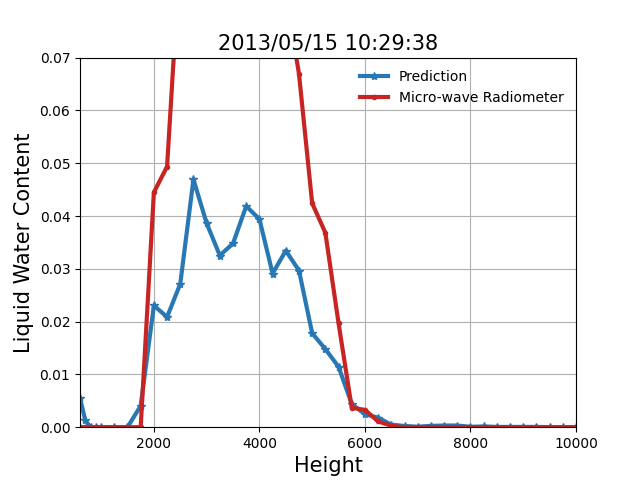 2013/05/15 10:29:38
0.07
0.06
0.05
0.04
0.03
0.02
0.01
0.00
Liquid Water Content
Prediction
Micro-wave Radiometer
2000 4000 6000 8000 10000
Height